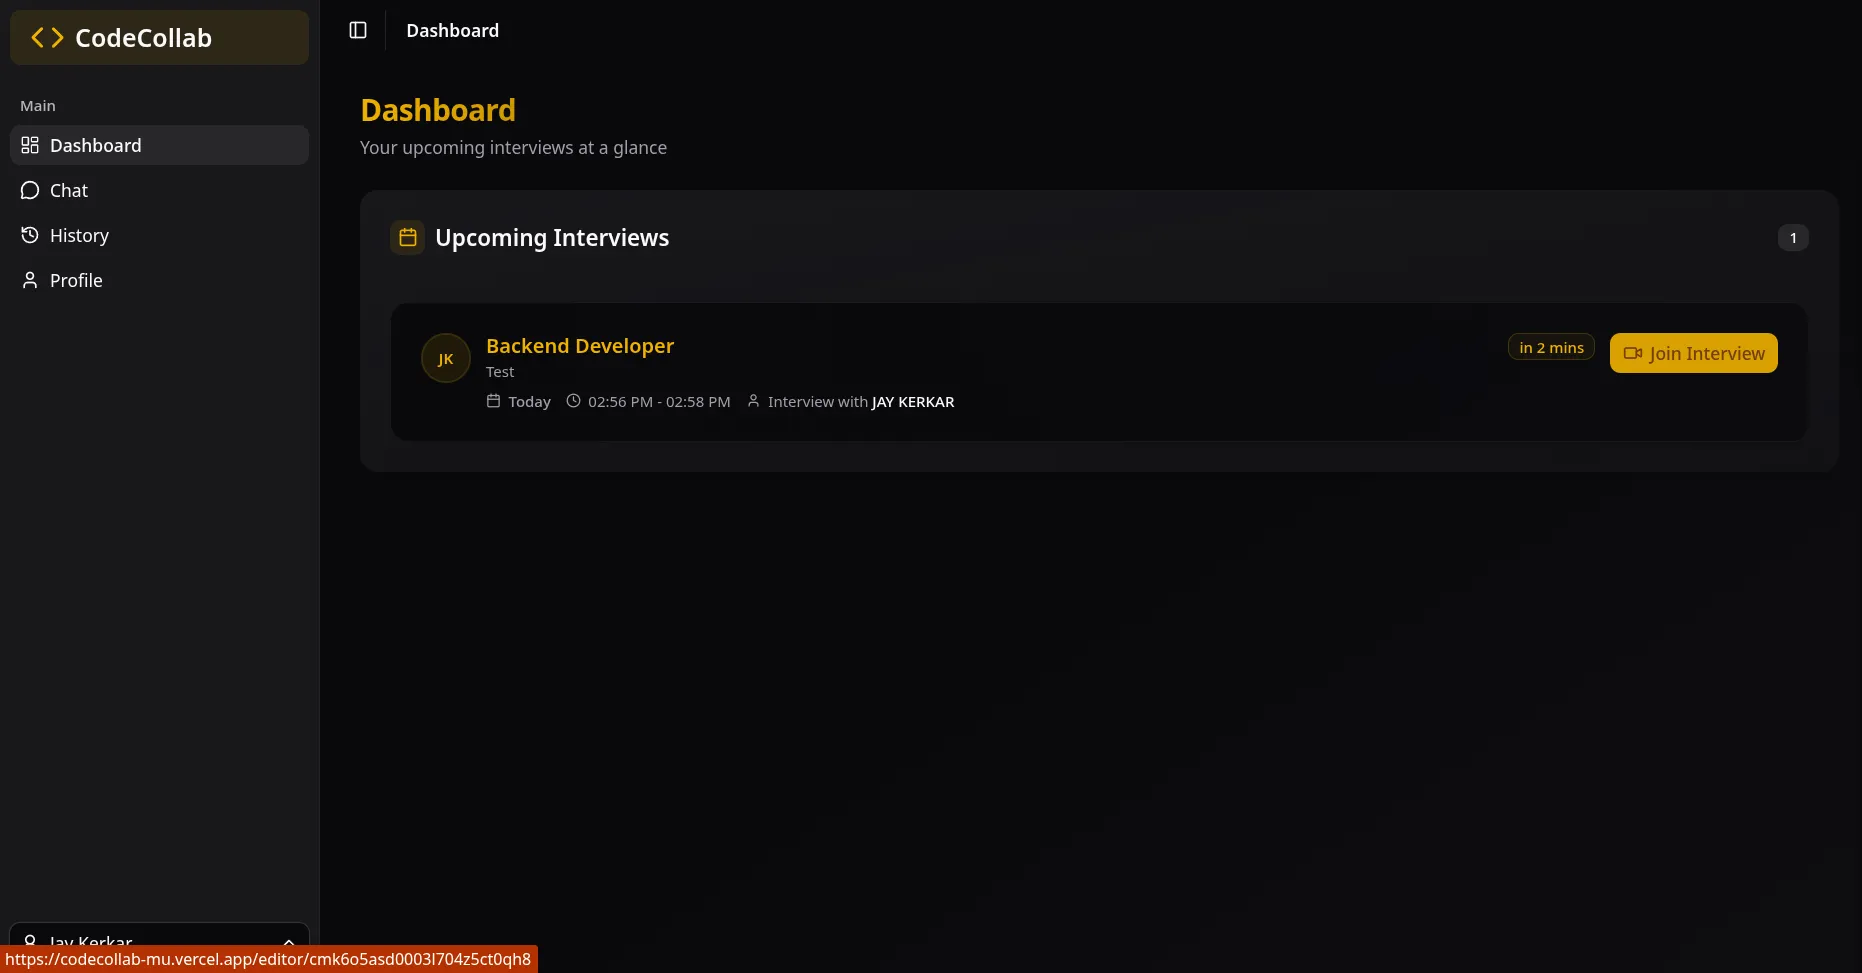 CodeCollab
Main
Dashboard
Chat
History
Profile
Dashboard
Dashboard
Your upcoming interviews at a glance
Upcoming Interviews
1
JK
Backend Developer
Test
Today 02:56 PM - 02:58 PM Interview with JAY KERKAR
in 2 mins
Join Interview
Jay Kerkar
https://codecollab-mu.vercel.app/editor/cmk6o5asd0003l704z5ct0qh8